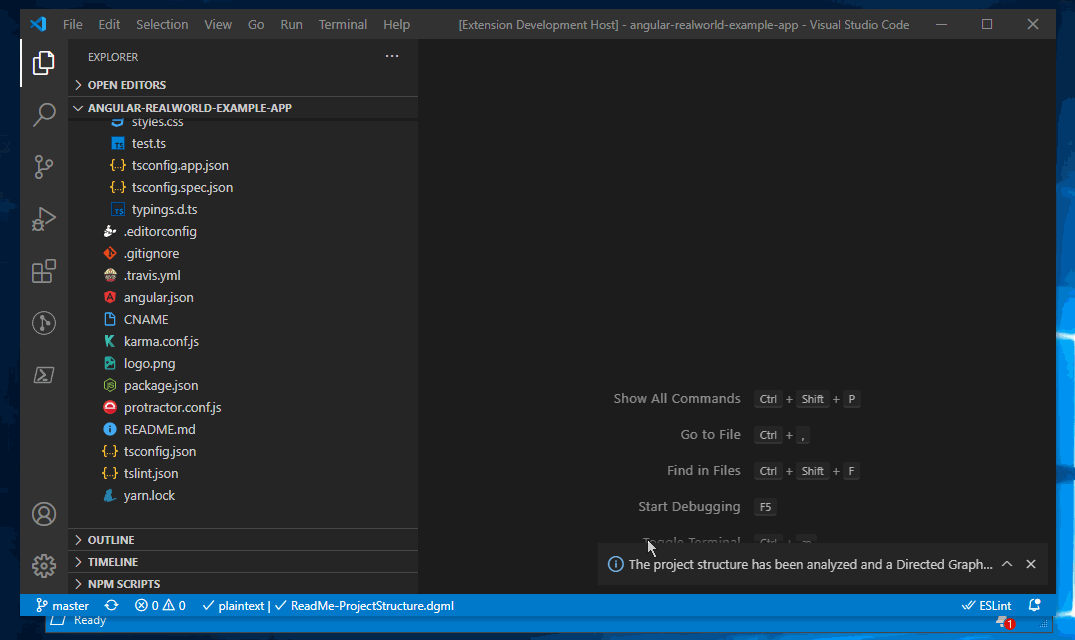 File Edit Selection View Go Run Terminal Help [Extension Development Host] - angular-realworld-example-app - Visual Studio Code
EXPLORER
OPEN EDITORS
ANGULAR-REALWORLD-EXAMPLE-APP
styles.css
test.ts
tsconfig.app.json
tsconfig.spec.json
typings.d.ts
.editorconfig
.gitignore
.travis.yml
angular.json
CNAME
karma.conf.js
logo.png
package.json
protractor.conf.js
README.md
tsconfig.json
tslint.json
yarn.lock
OUTLINE
TIMELINE
NPM SCRIPTS
Show All Commands Ctrl + Shift + P
Go to File Ctrl + ,
Find in Files Ctrl + Shift + F
Start Debugging F5
Toggle Terminal Ctrl +
The project structure has been analyzed and a Directed Graph...
master 0 0 plaintext | ReadMe-ProjectStructure.dgml ESLint
Ready 1